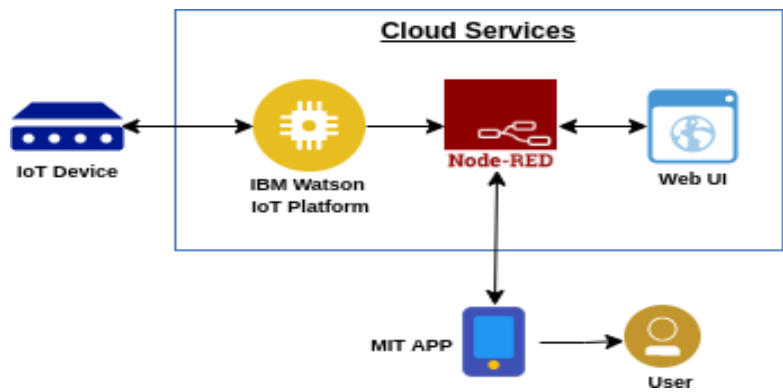 Cloud Services
IoT Device
IBM Watson
IoT Platform
Node-RED
Web UI
MIT APP
User